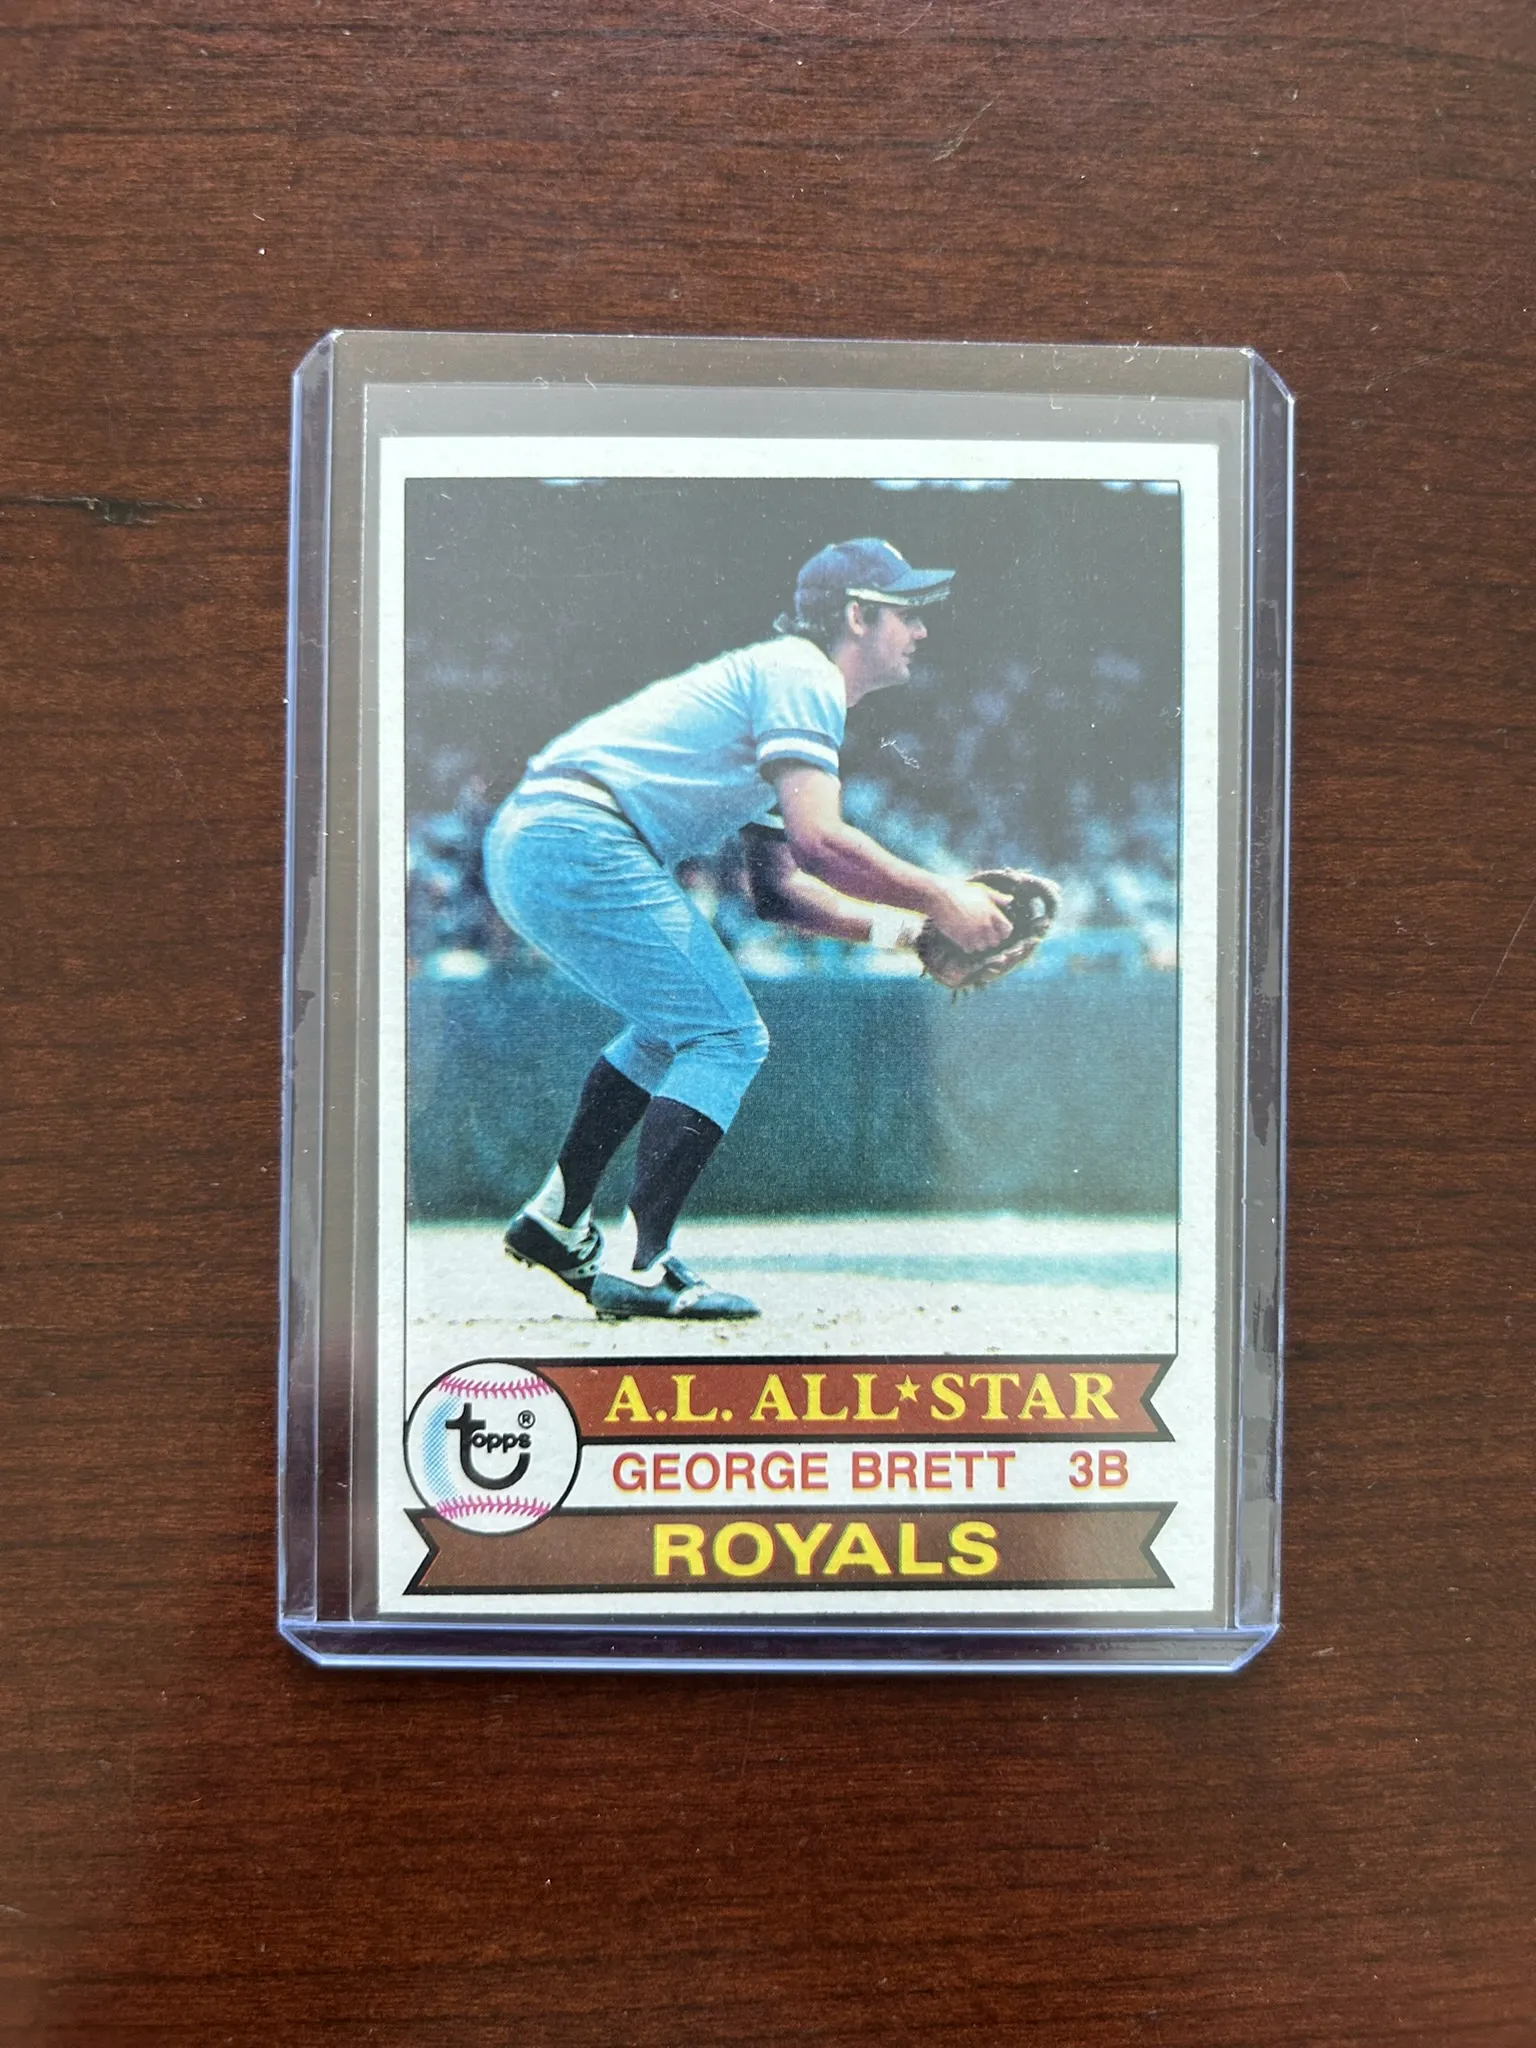 A.L. ALL★STAR
topps®
GEORGE BRETT 3B
ROYALS